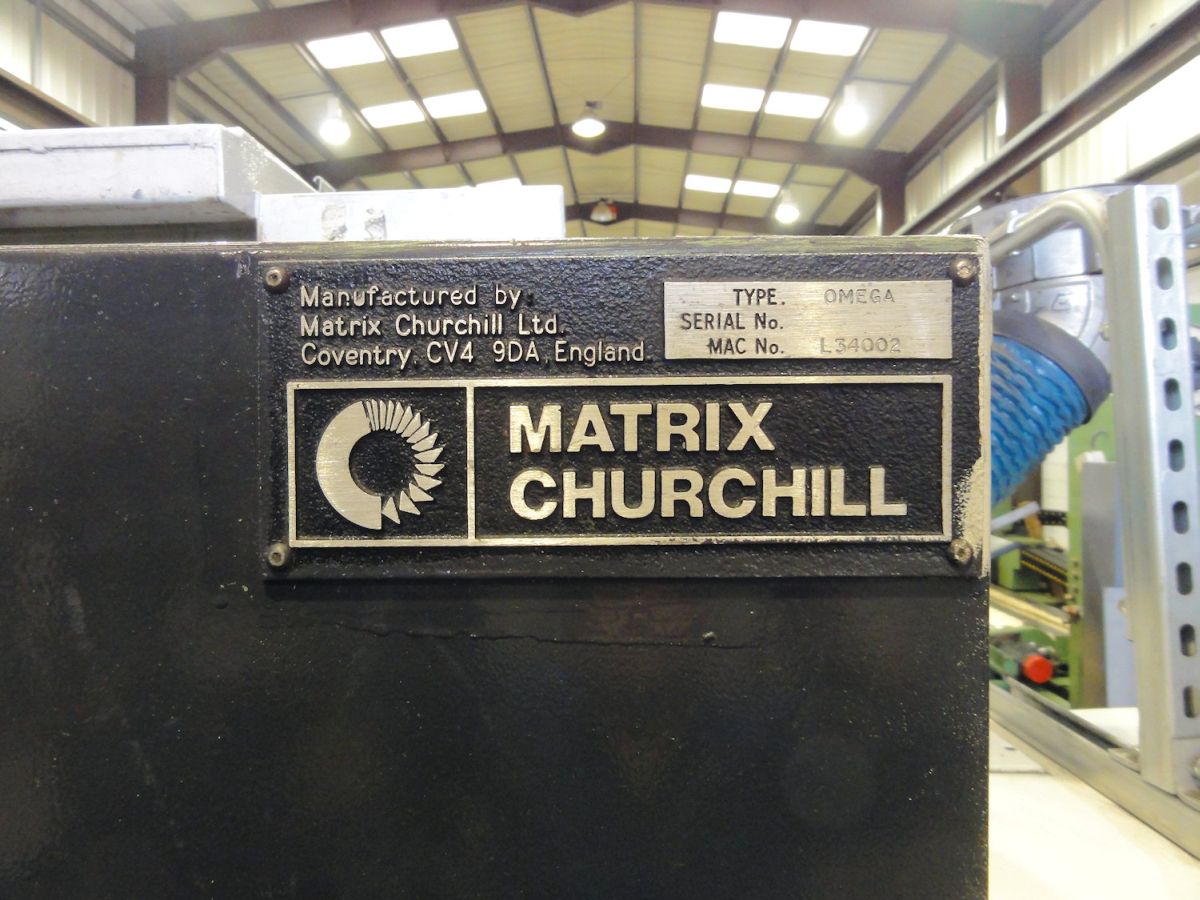 Manufactured by:
Matrix Churchill Ltd.
Coventry, CV4 9DA, England
TYPE. OMEGA
SERIAL No.
MAC No. L34002
MATRIX
CHURCHILL